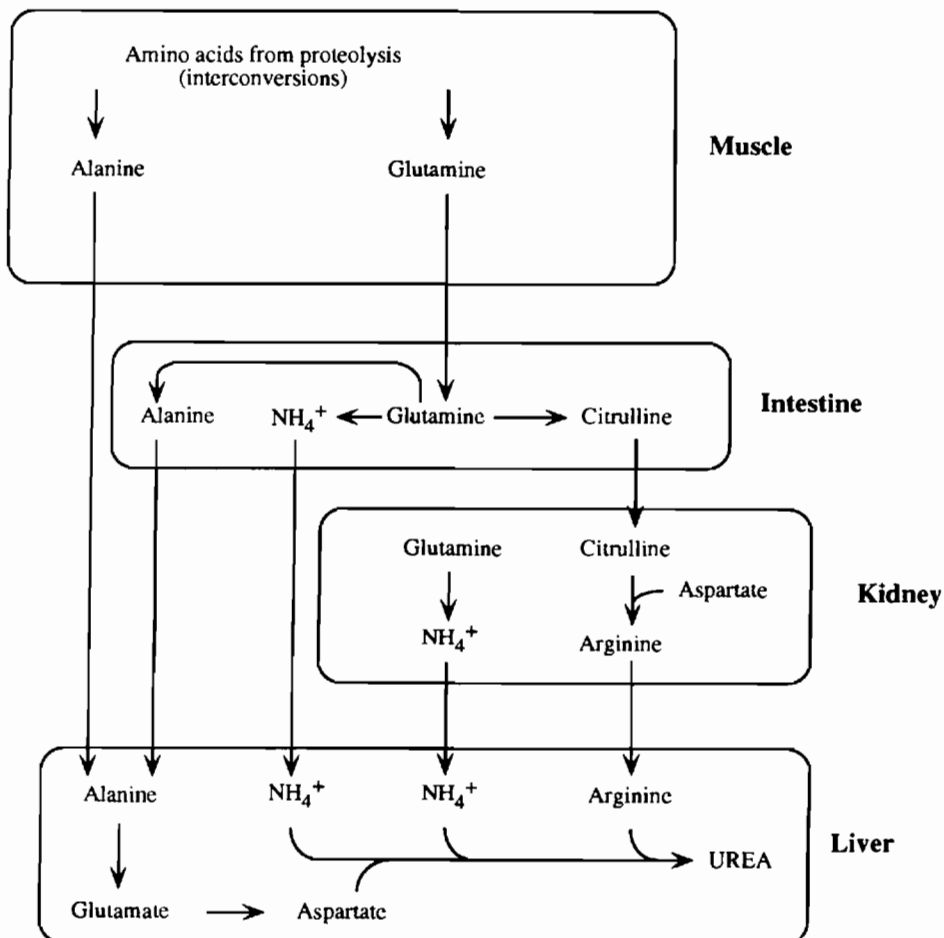 Amino acids from proteolysis
(interconversions)
Alanine
Glutamine
Muscle
Alanine
NH4+
Glutamine
Citrulline
Intestine
Glutamine
Citrulline
Aspartate
Kidney
NH4+
Arginine
Alanine
NH4+
NH4+
Arginine
Liver
UREA
Glutamate
Aspartate